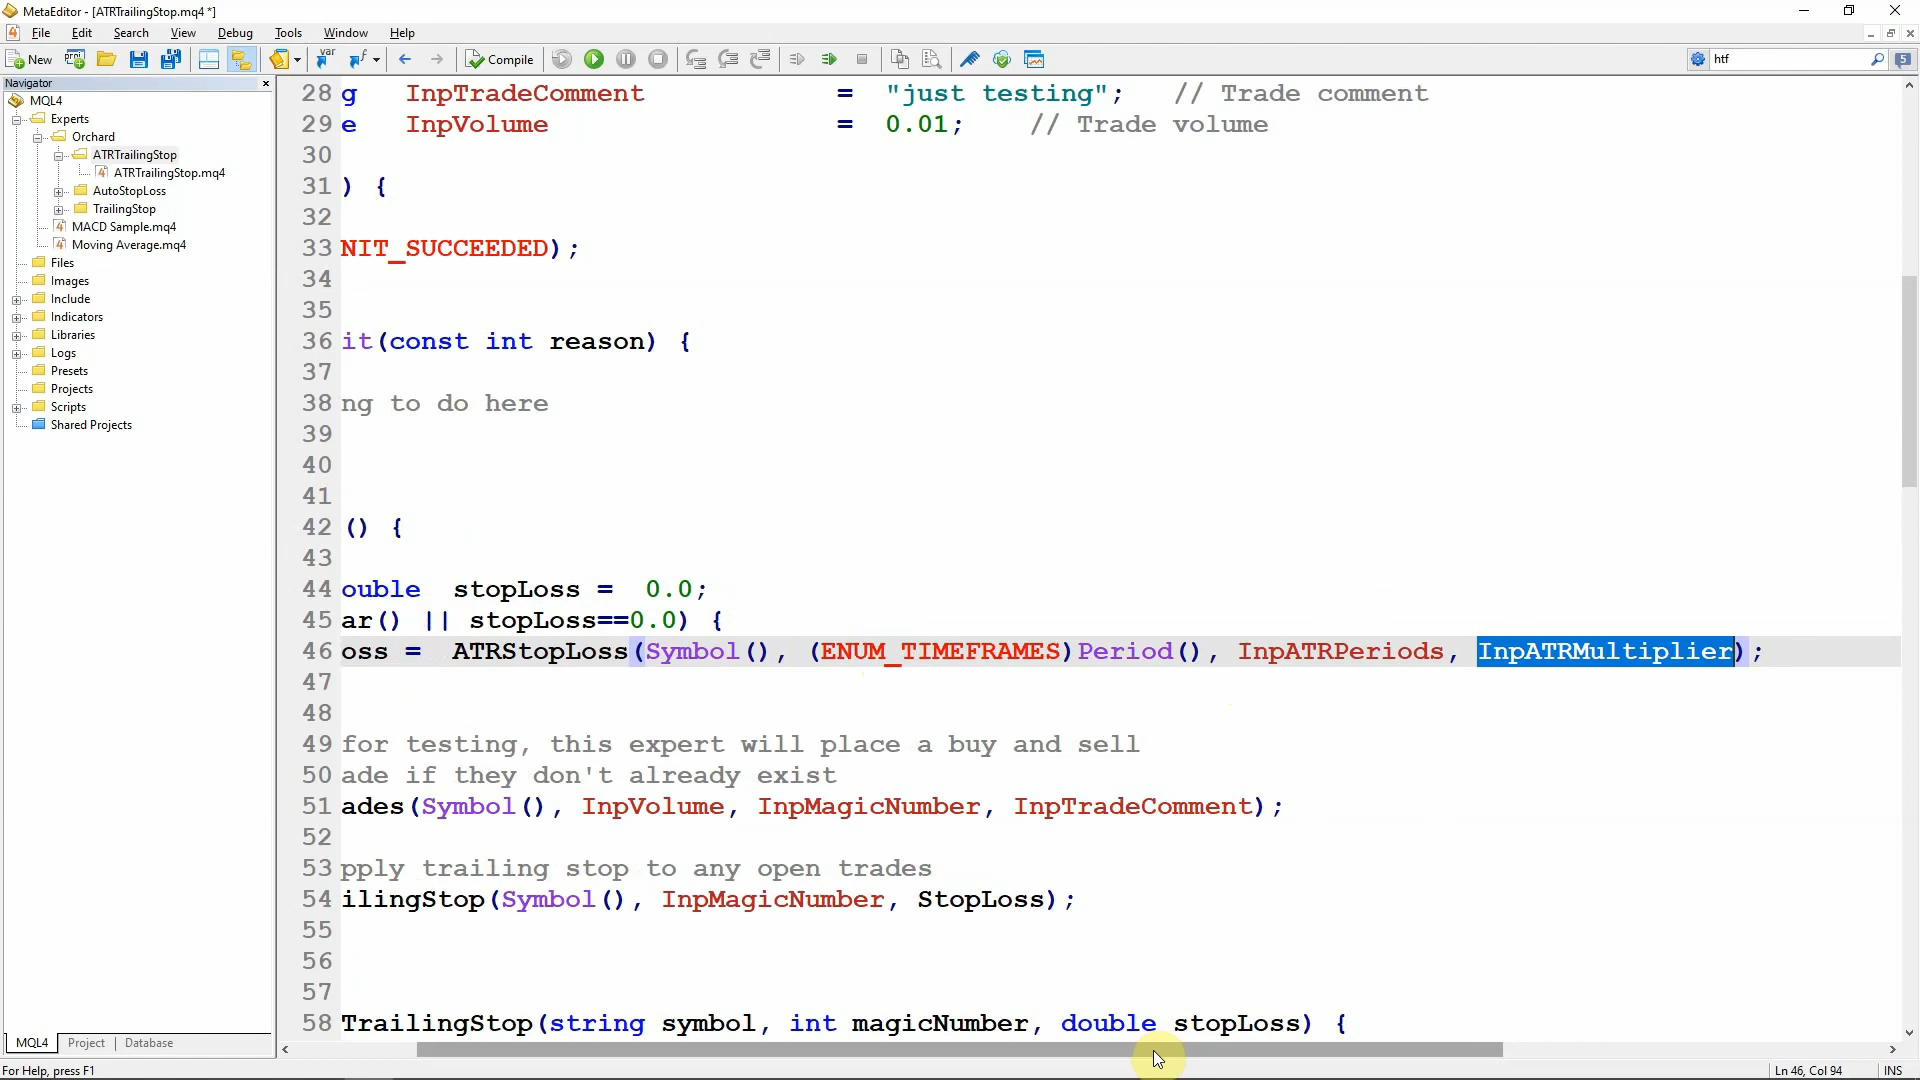 MetaEditor - [ATRTrailingStop.mq4 *]
File Edit Search View Debug Tools Window Help
New var Compile htf 5
Navigator
MQL4
Experts
Orchard
ATRTrailingStop
ATRTrailingStop.mq4
AutoStopLoss
TrailingStop
MACD Sample.mq4
Moving Average.mq4
Files
Images
Include
Indicators
Libraries
Logs
Presets
Projects
Scripts
Shared Projects
28 g InpTradeComment = "just testing"; // Trade comment
29 e InpVolume = 0.01; // Trade volume
30
31 ) {
32
33 NIT_SUCCEEDED);
34
35
36 it(const int reason) {
37
38 ng to do here
39
40
41
42 () {
43
44 ouble stopLoss = 0.0;
45 ar() || stopLoss==0.0) {
46 oss = ATRStopLoss(Symbol(), (ENUM_TIMEFRAMES)Period(), InpATRPeriods, InpATRMultiplier);
47
48
49 for testing, this expert will place a buy and sell
50 ade if they don't already exist
51 ades(Symbol(), InpVolume, InpMagicNumber, InpTradeComment);
52
53 pply trailing stop to any open trades
54 ilingStop(Symbol(), InpMagicNumber, StopLoss);
55
56
57
58 TrailingStop(string symbol, int magicNumber, double stopLoss) {
MQL4 Project Database
For Help, press F1 Ln 46, Col 94 INS